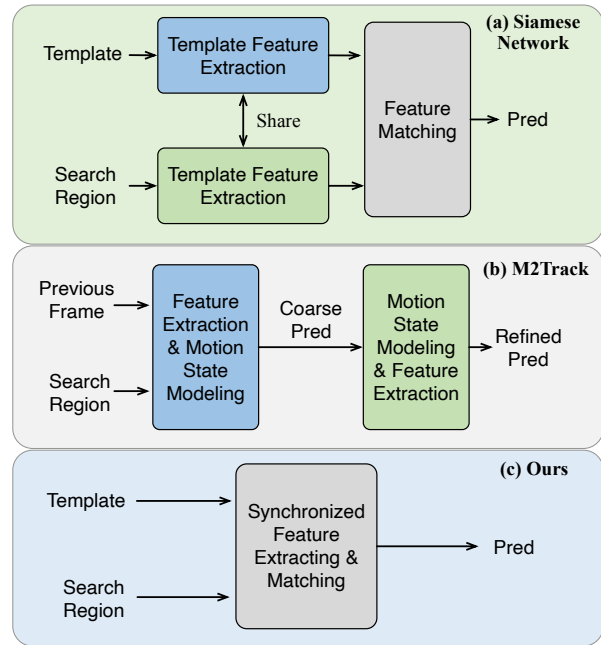 (a) Siamese
Network
Template
Template Feature
Extraction
Share
Feature
Matching
Pred
Search
Region
Template Feature
Extraction
(b) M2Track
Previous
Frame
Search
Region
Feature
Extraction
& Motion
State
Modeling
Coarse
Pred
Motion
State
Modeling
& Feature
Extraction
Refined
Pred
(c) Ours
Template
Search
Region
Synchronized
Feature
Extracting &
Matching
Pred